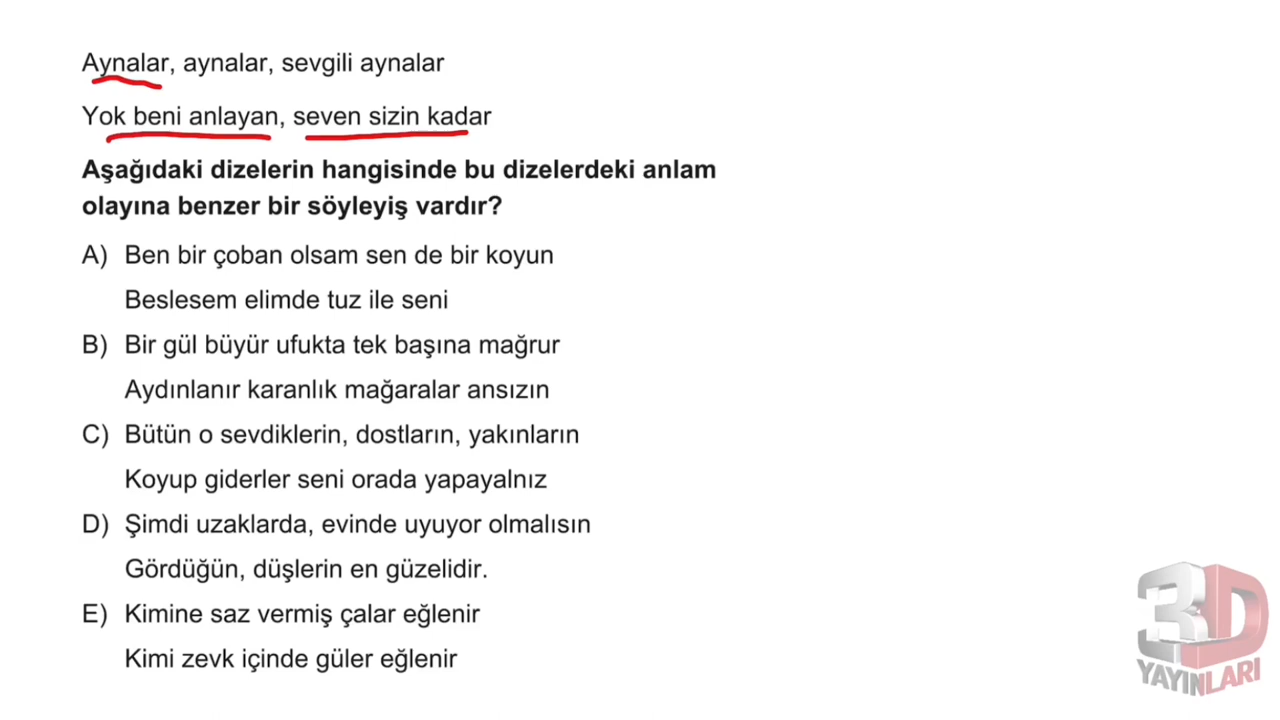 Aynalar, aynalar, sevgili aynalar
Yok beni anlayan, seven sizin kadar
Aşağıdaki dizelerin hangisinde bu dizelerdeki anlam
olayına benzer bir söyleyiş vardır?
A) Ben bir çoban olsam sen de bir koyun
Beslesem elimde tuz ile seni
B) Bir gül büyür ufukta tek başına mağrur
Aydınlanır karanlık mağaralar ansızın
C) Bütün o sevdiklerin, dostların, yakınların
Koyup giderler seni orada yapayalnız
D) Şimdi uzaklarda, evinde uyuyor olmalısın
Gördüğün, düşlerin en güzelidir.
E) Kimine saz vermiş çalar eğlenir
Kimi zevk içinde güler eğlenir
3D
YAYINLARI